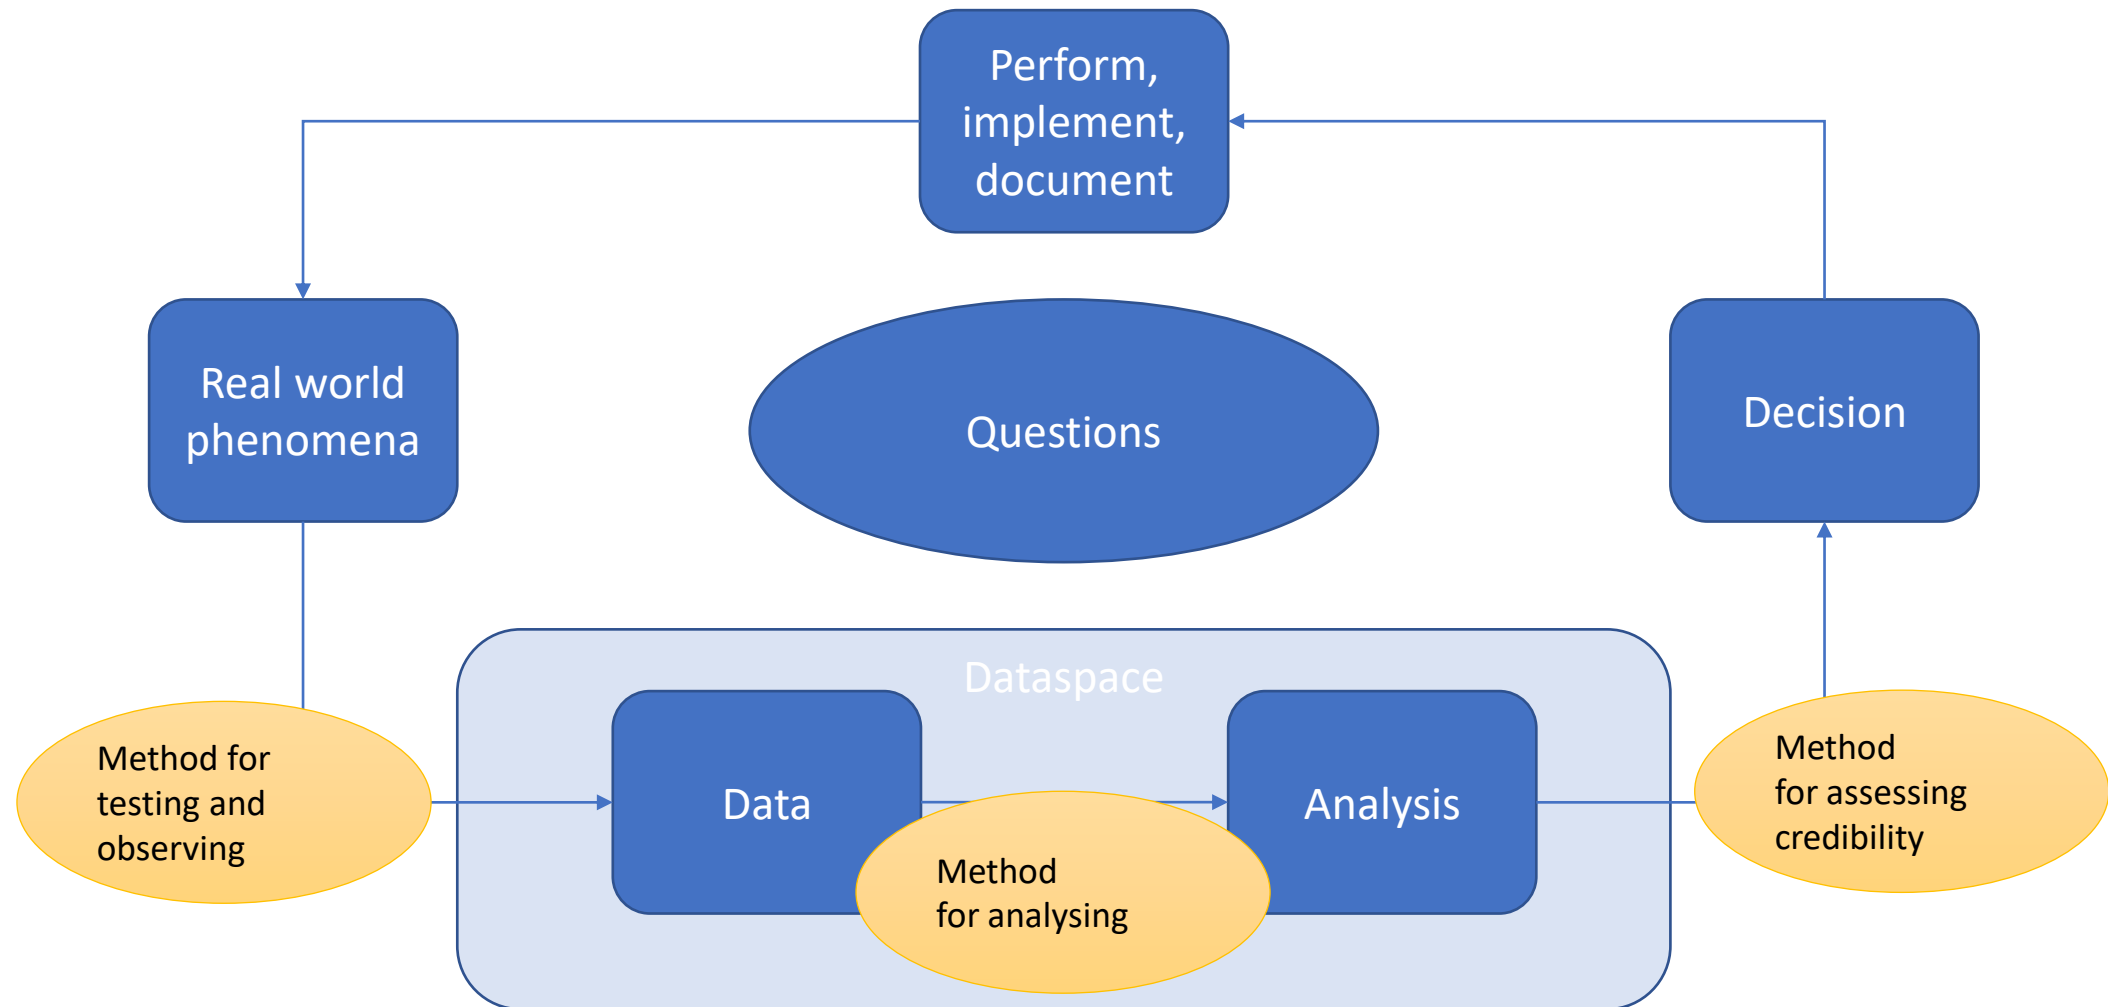 Perform,
implement,
document
Real world
phenomena
Questions
Decision
Dataspace
Method for
testing and
observing
Data
Method
for analysing
Analysis
Method
for assessing
credibility